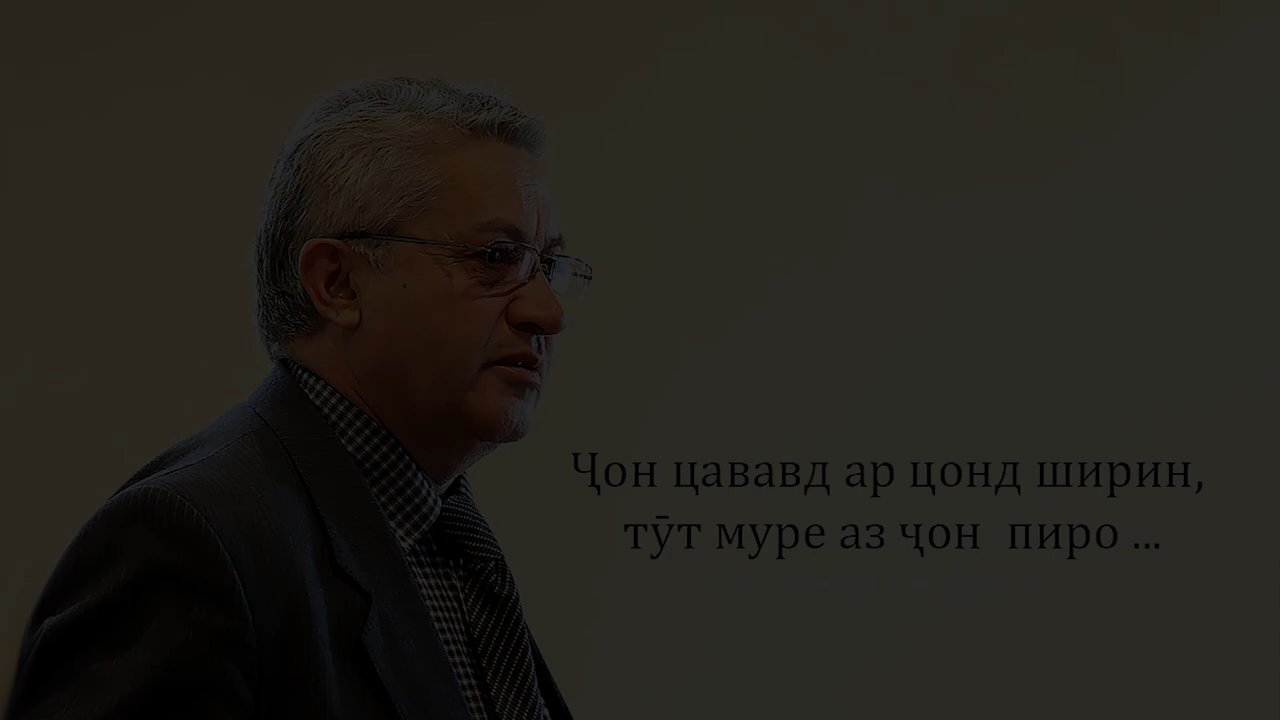 Ҷон цававд ар цонд ширин,
тӯт муре аз ҷон пиро ...